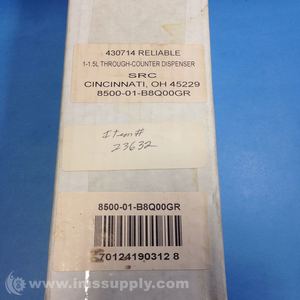 430714 RELIABLE
1-1.5L THROUGH-COUNTER DISPENSER
SRC
CINCINNATI, OH 45229
8500-01-B8Q00GR
Item#
23632
8500-01-B8Q00GR
70124190312 8
© imssupply.com